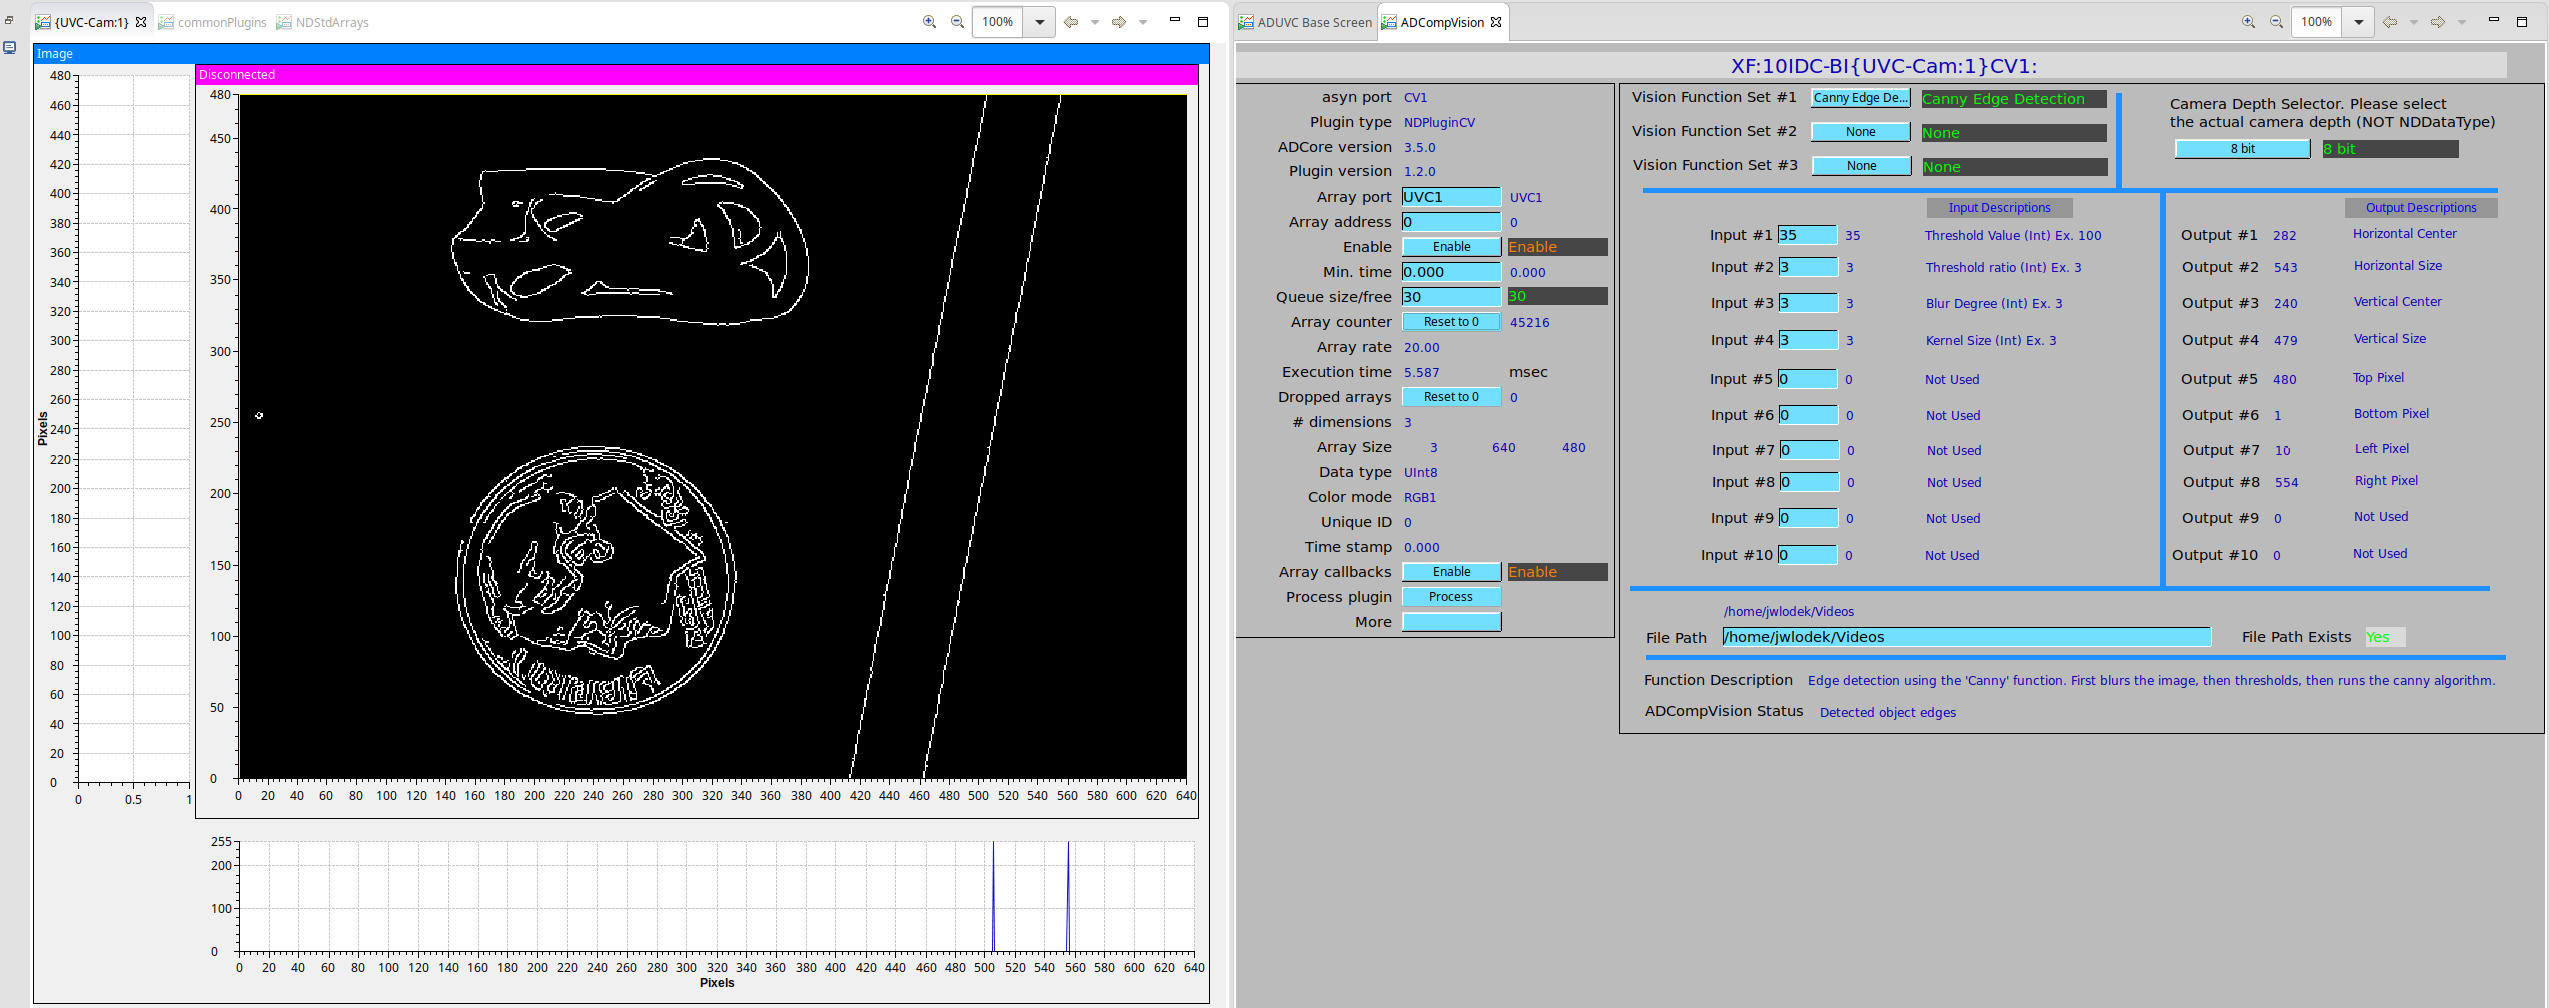 {UVC-Cam:1} commonPlugins NDStdArrays 100%
Image
Disconnected
480
460
440
420
400
380
360
340
320
300
280
260
240
220
200
180
160
140
120
100
80
60
40
20
0
Pixels
0 0.5 1
480
450
400
350
300
250
200
150
100
50
0
0 20 40 60 80 100 120 140 160 180 200 220 240 260 280 300 320 340 360 380 400 420 440 460 480 500 520 540 560 580 600 620 640
255
200
100
0
0 20 40 60 80 100 120 140 160 180 200 220 240 260 280 300 320 340 360 380 400 420 440 460 480 500 520 540 560 580 600 620 640
Pixels
ADUVC Base Screen ADCompVision 100%
XF:10IDC-BI{UVC-Cam:1}CV1:
asyn port CV1
Plugin type NDPluginCV
ADCore version 3.5.0
Plugin version 1.2.0
Array port UVC1 UVC1
Array address 0 0
Enable Enable Enable
Min. time 0.000 0.000
Queue size/free 30 30
Array counter Reset to 0 45216
Array rate 20.00
Execution time 5.587 msec
Dropped arrays Reset to 0 0
# dimensions 3
Array Size 3 640 480
Data type UInt8
Color mode RGB1
Unique ID 0
Time stamp 0.000
Array callbacks Enable Enable
Process plugin Process
More
Vision Function Set #1 Canny Edge De... Canny Edge Detection
Vision Function Set #2 None None
Vision Function Set #3 None None
Camera Depth Selector. Please select
the actual camera depth (NOT NDDataType)
8 bit 8 bit
Input Descriptions Output Descriptions
Input #1 35 35 Threshold Value (Int) Ex. 100 Output #1 282 Horizontal Center
Input #2 3 3 Threshold ratio (Int) Ex. 3 Output #2 543 Horizontal Size
Input #3 3 3 Blur Degree (Int) Ex. 3 Output #3 240 Vertical Center
Input #4 3 3 Kernel Size (Int) Ex. 3 Output #4 479 Vertical Size
Input #5 0 0 Not Used Output #5 480 Top Pixel
Input #6 0 0 Not Used Output #6 1 Bottom Pixel
Input #7 0 0 Not Used Output #7 10 Left Pixel
Input #8 0 0 Not Used Output #8 554 Right Pixel
Input #9 0 0 Not Used Output #9 0 Not Used
Input #10 0 0 Not Used Output #10 0 Not Used
/home/jwlodek/Videos
File Path /home/jwlodek/Videos File Path Exists Yes
Function Description Edge detection using the 'Canny' function. First blurs the image, then thresholds, then runs the canny algorithm.
ADCompVision Status Detected object edges